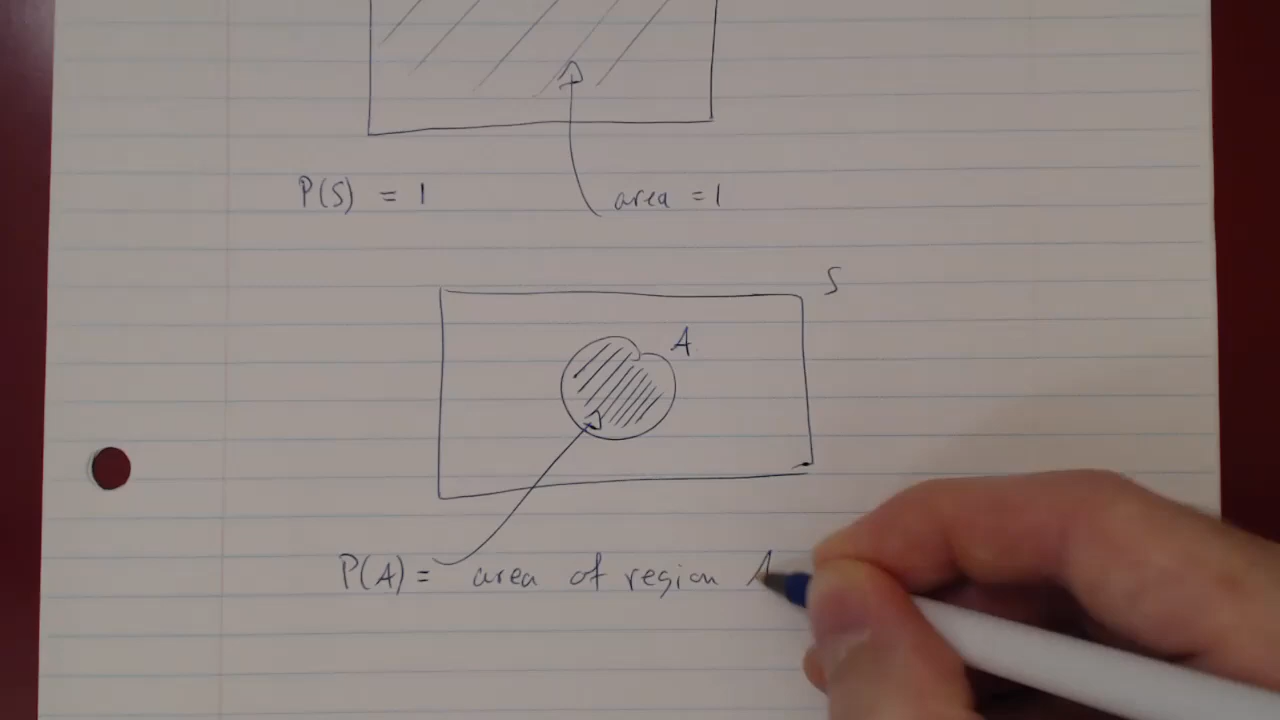 P(S) = 1 area = 1
S
A
P(A) = area of region A